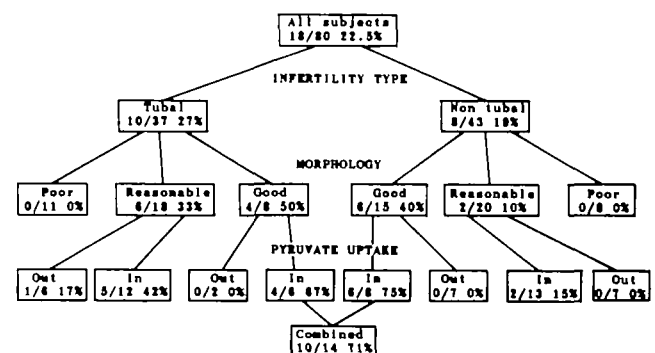 All subjects
18/80 22.5%
INFERTILITY TYPE
Tubal
10/37 27%
Non tubal
8/43 19%
MORPHOLOGY
Poor
0/11 0%
Reasonable
6/18 33%
Good
4/8 50%
Good
6/15 40%
Reasonable
2/20 10%
Poor
0/8 0%
PYRUVATE UPTAKE
Out
1/6 17%
In
5/12 42%
Out
0/2 0%
In
4/6 67%
In
6/8 75%
Out
0/7 0%
In
2/13 15%
Out
0/7 0%
Combined
10/14 71%